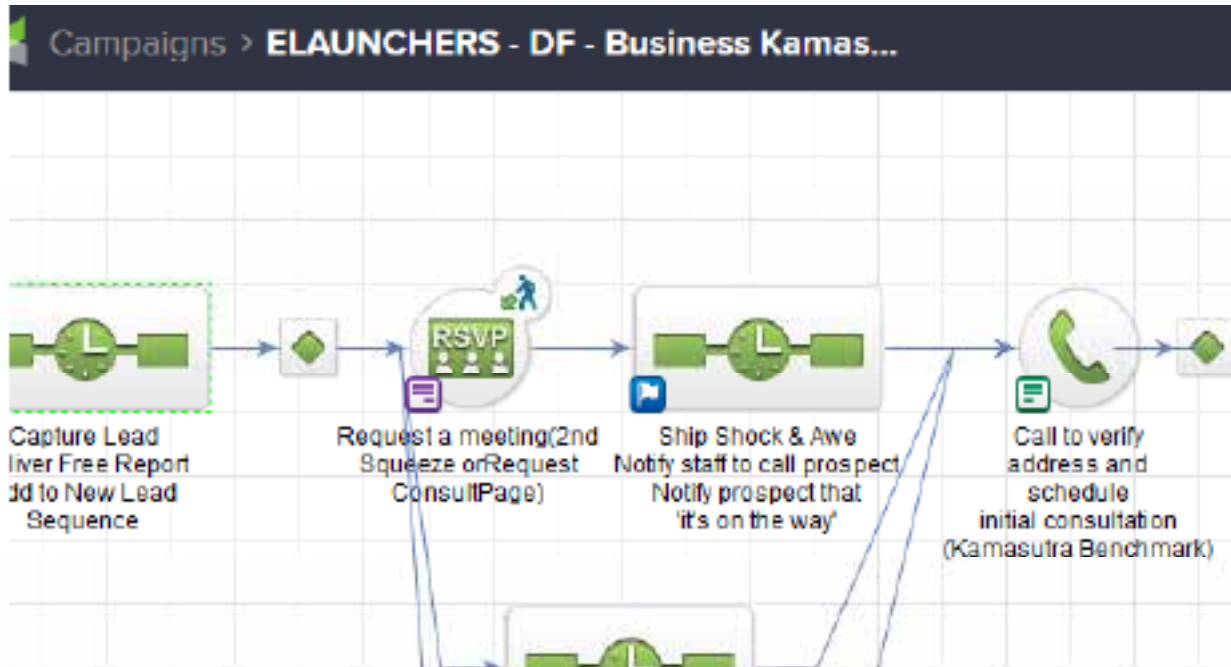 Campaigns > ELAUNCHERS - DF - Business Kamas...
RSVP
Capture Lead
liver Free Report
dd to New Lead
Sequence
Request a meeting(2nd
Squeeze orRequest
ConsultPage)
Ship Shock & Awe
Notify staff to call prospect
Notify prospect that
'it's on the way'
Call to verify
address and
schedule
initial consultation
(Kamasutra Benchmark)